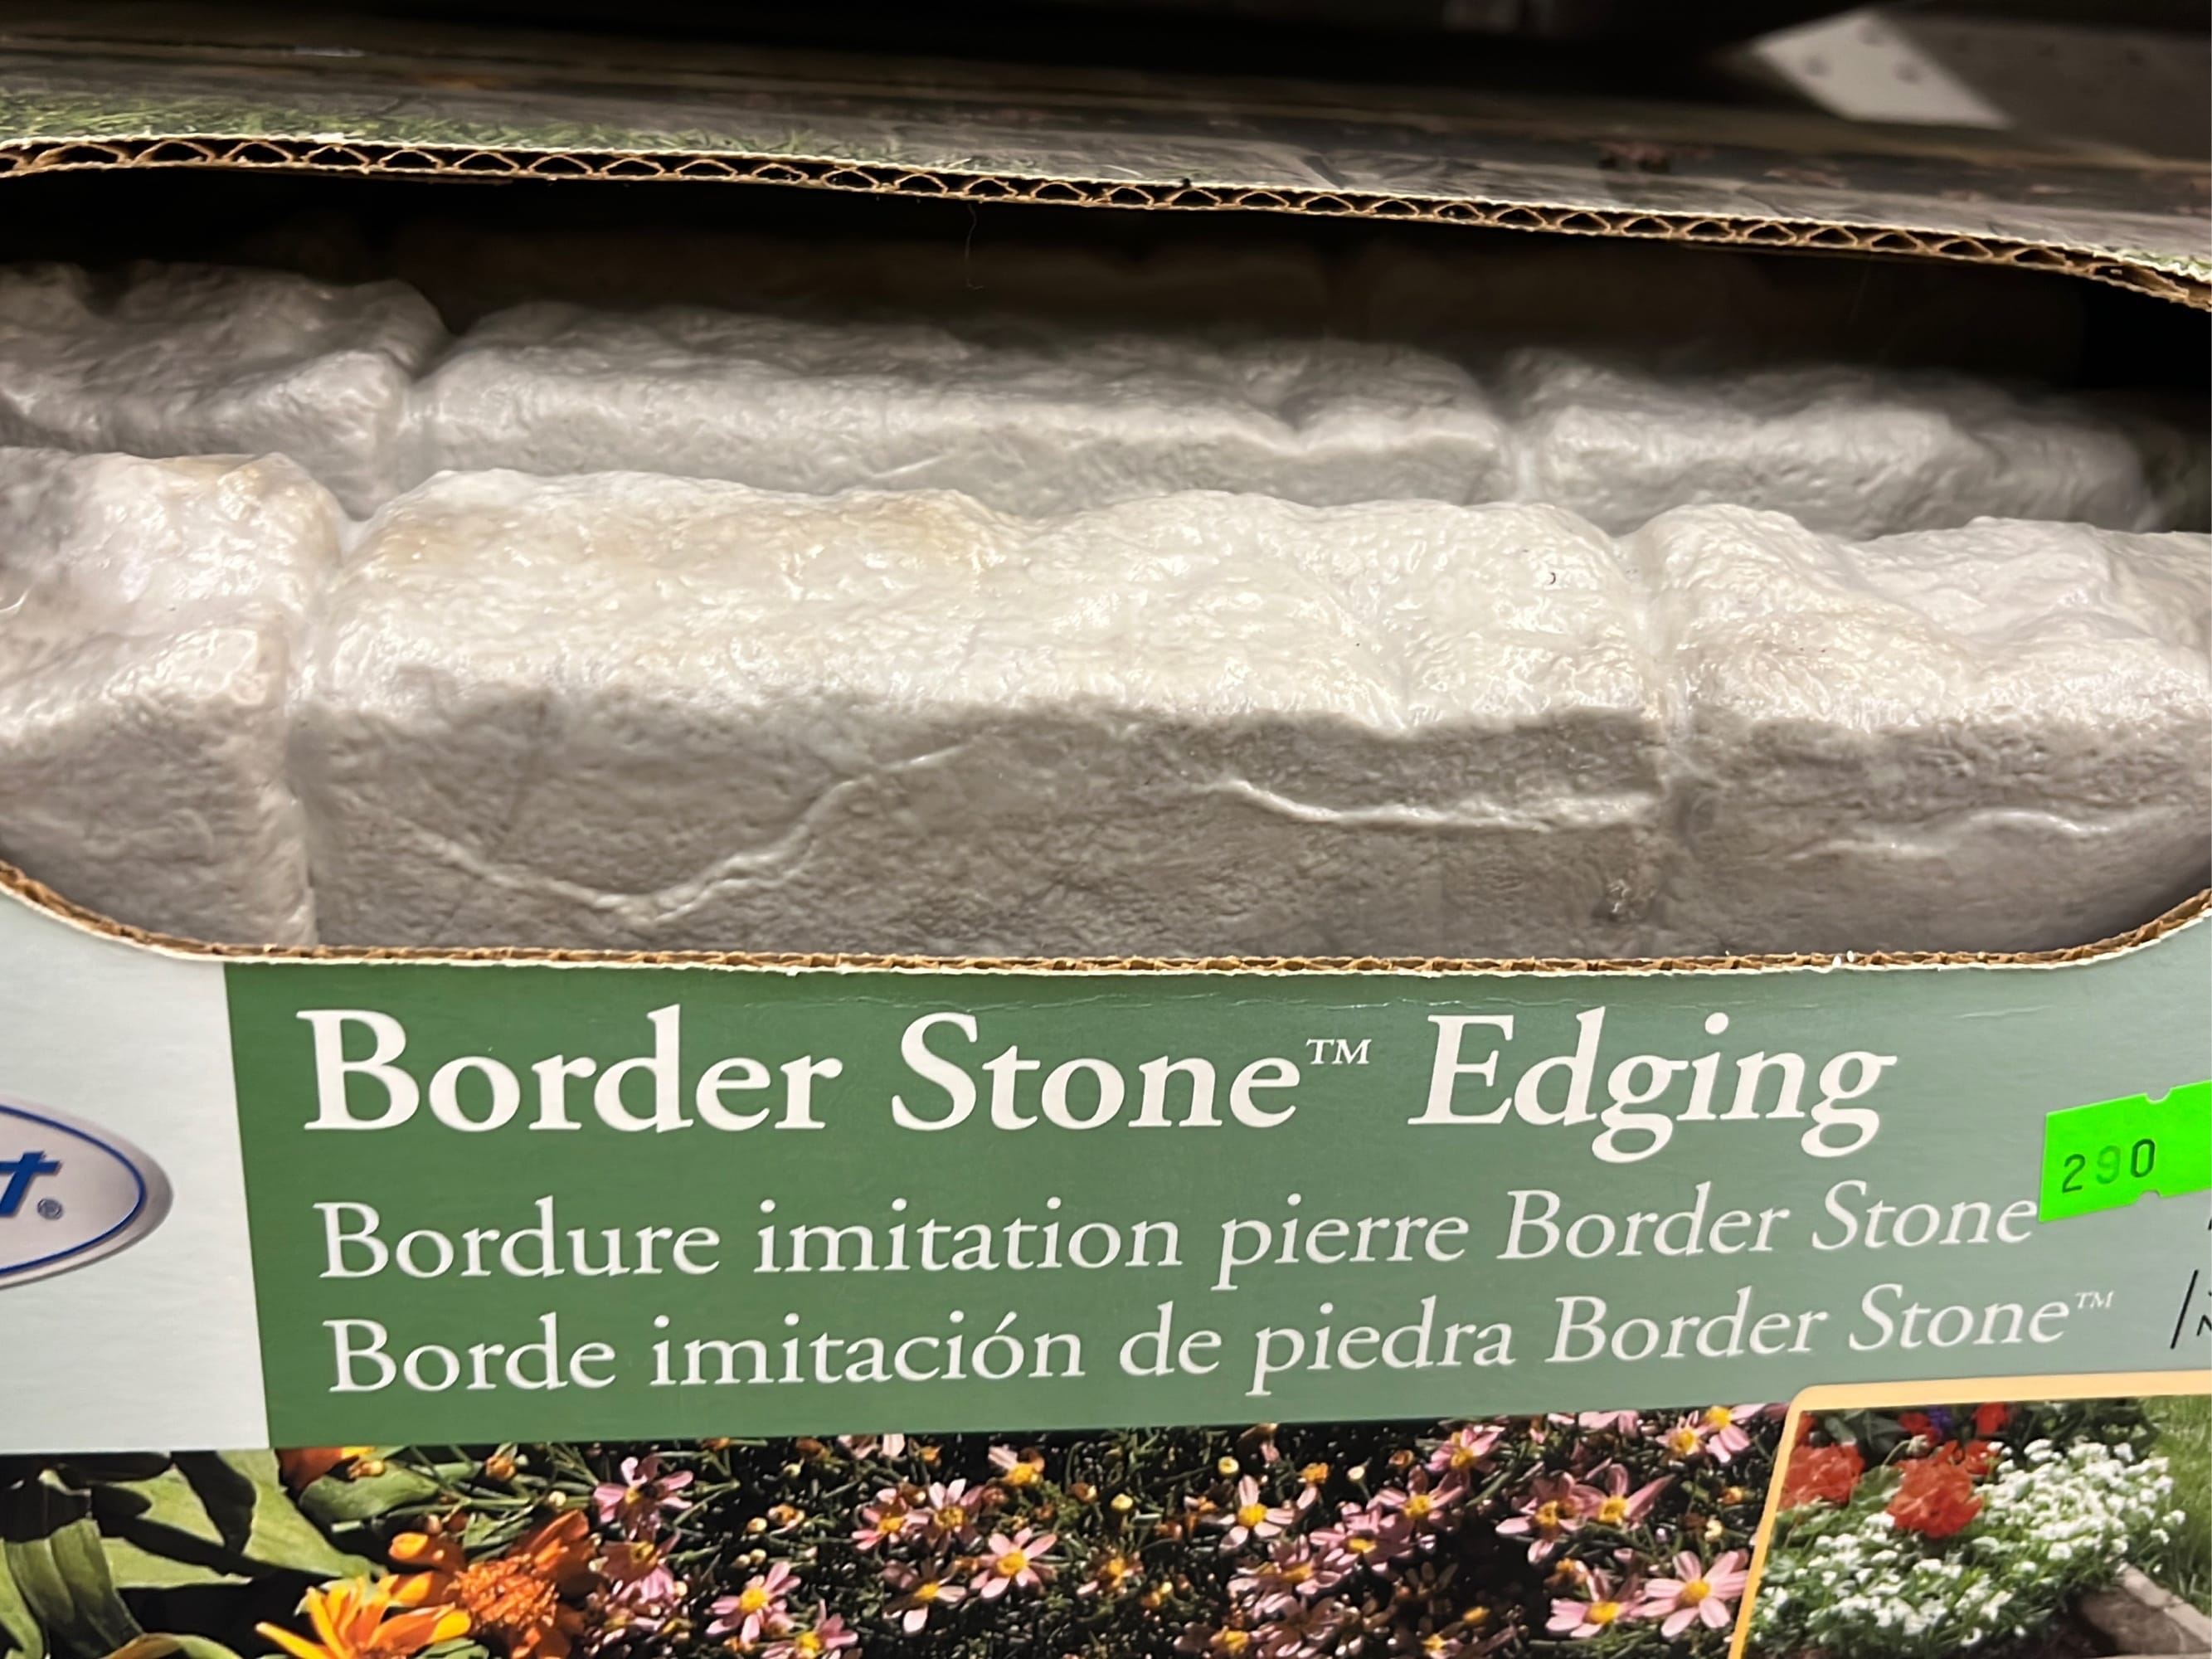 Border Stone™ Edging
290
Bordure imitation pierre Border Stone
Borde imitación de piedra Border Stone™